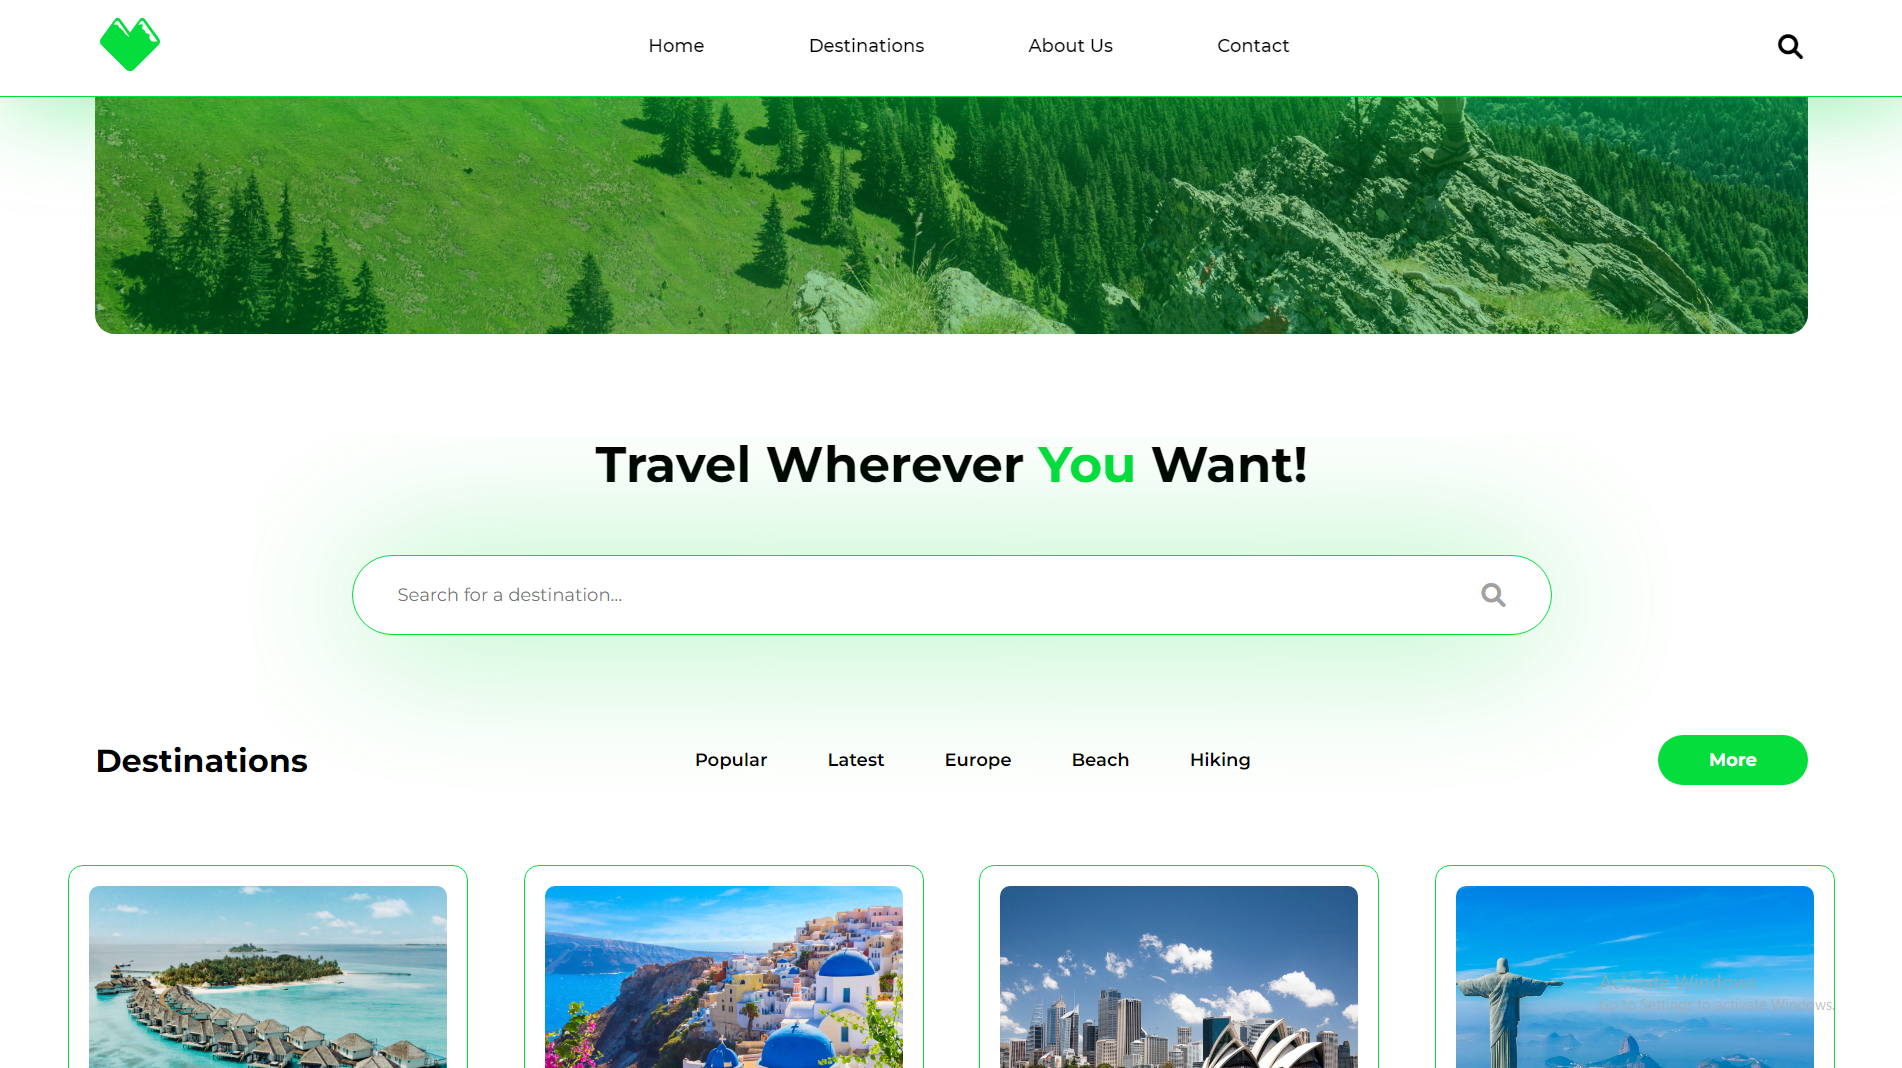 Home
Destinations
About Us
Contact
Travel Wherever You Want!
Search for a destination...
Destinations
Popular
Latest
Europe
Beach
Hiking
More
Activate Windows
Go to Settings to activate Windows.